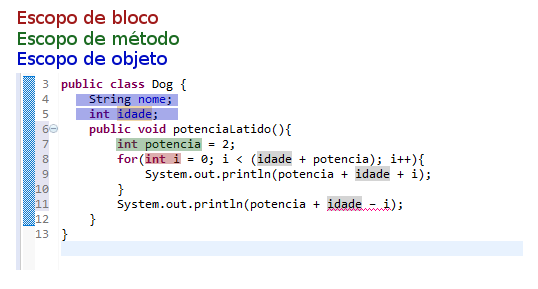 Escopo de bloco
Escopo de método
Escopo de objeto
3 public class Dog {
4 String nome;
5 int idade;
6 public void potenciaLatido(){
7 int potencia = 2;
8 for(int i = 0; i < (idade + potencia); i++){
9 System.out.println(potencia + idade + i);
10 }
11 System.out.println(potencia + idade - i);
12 }
13 }